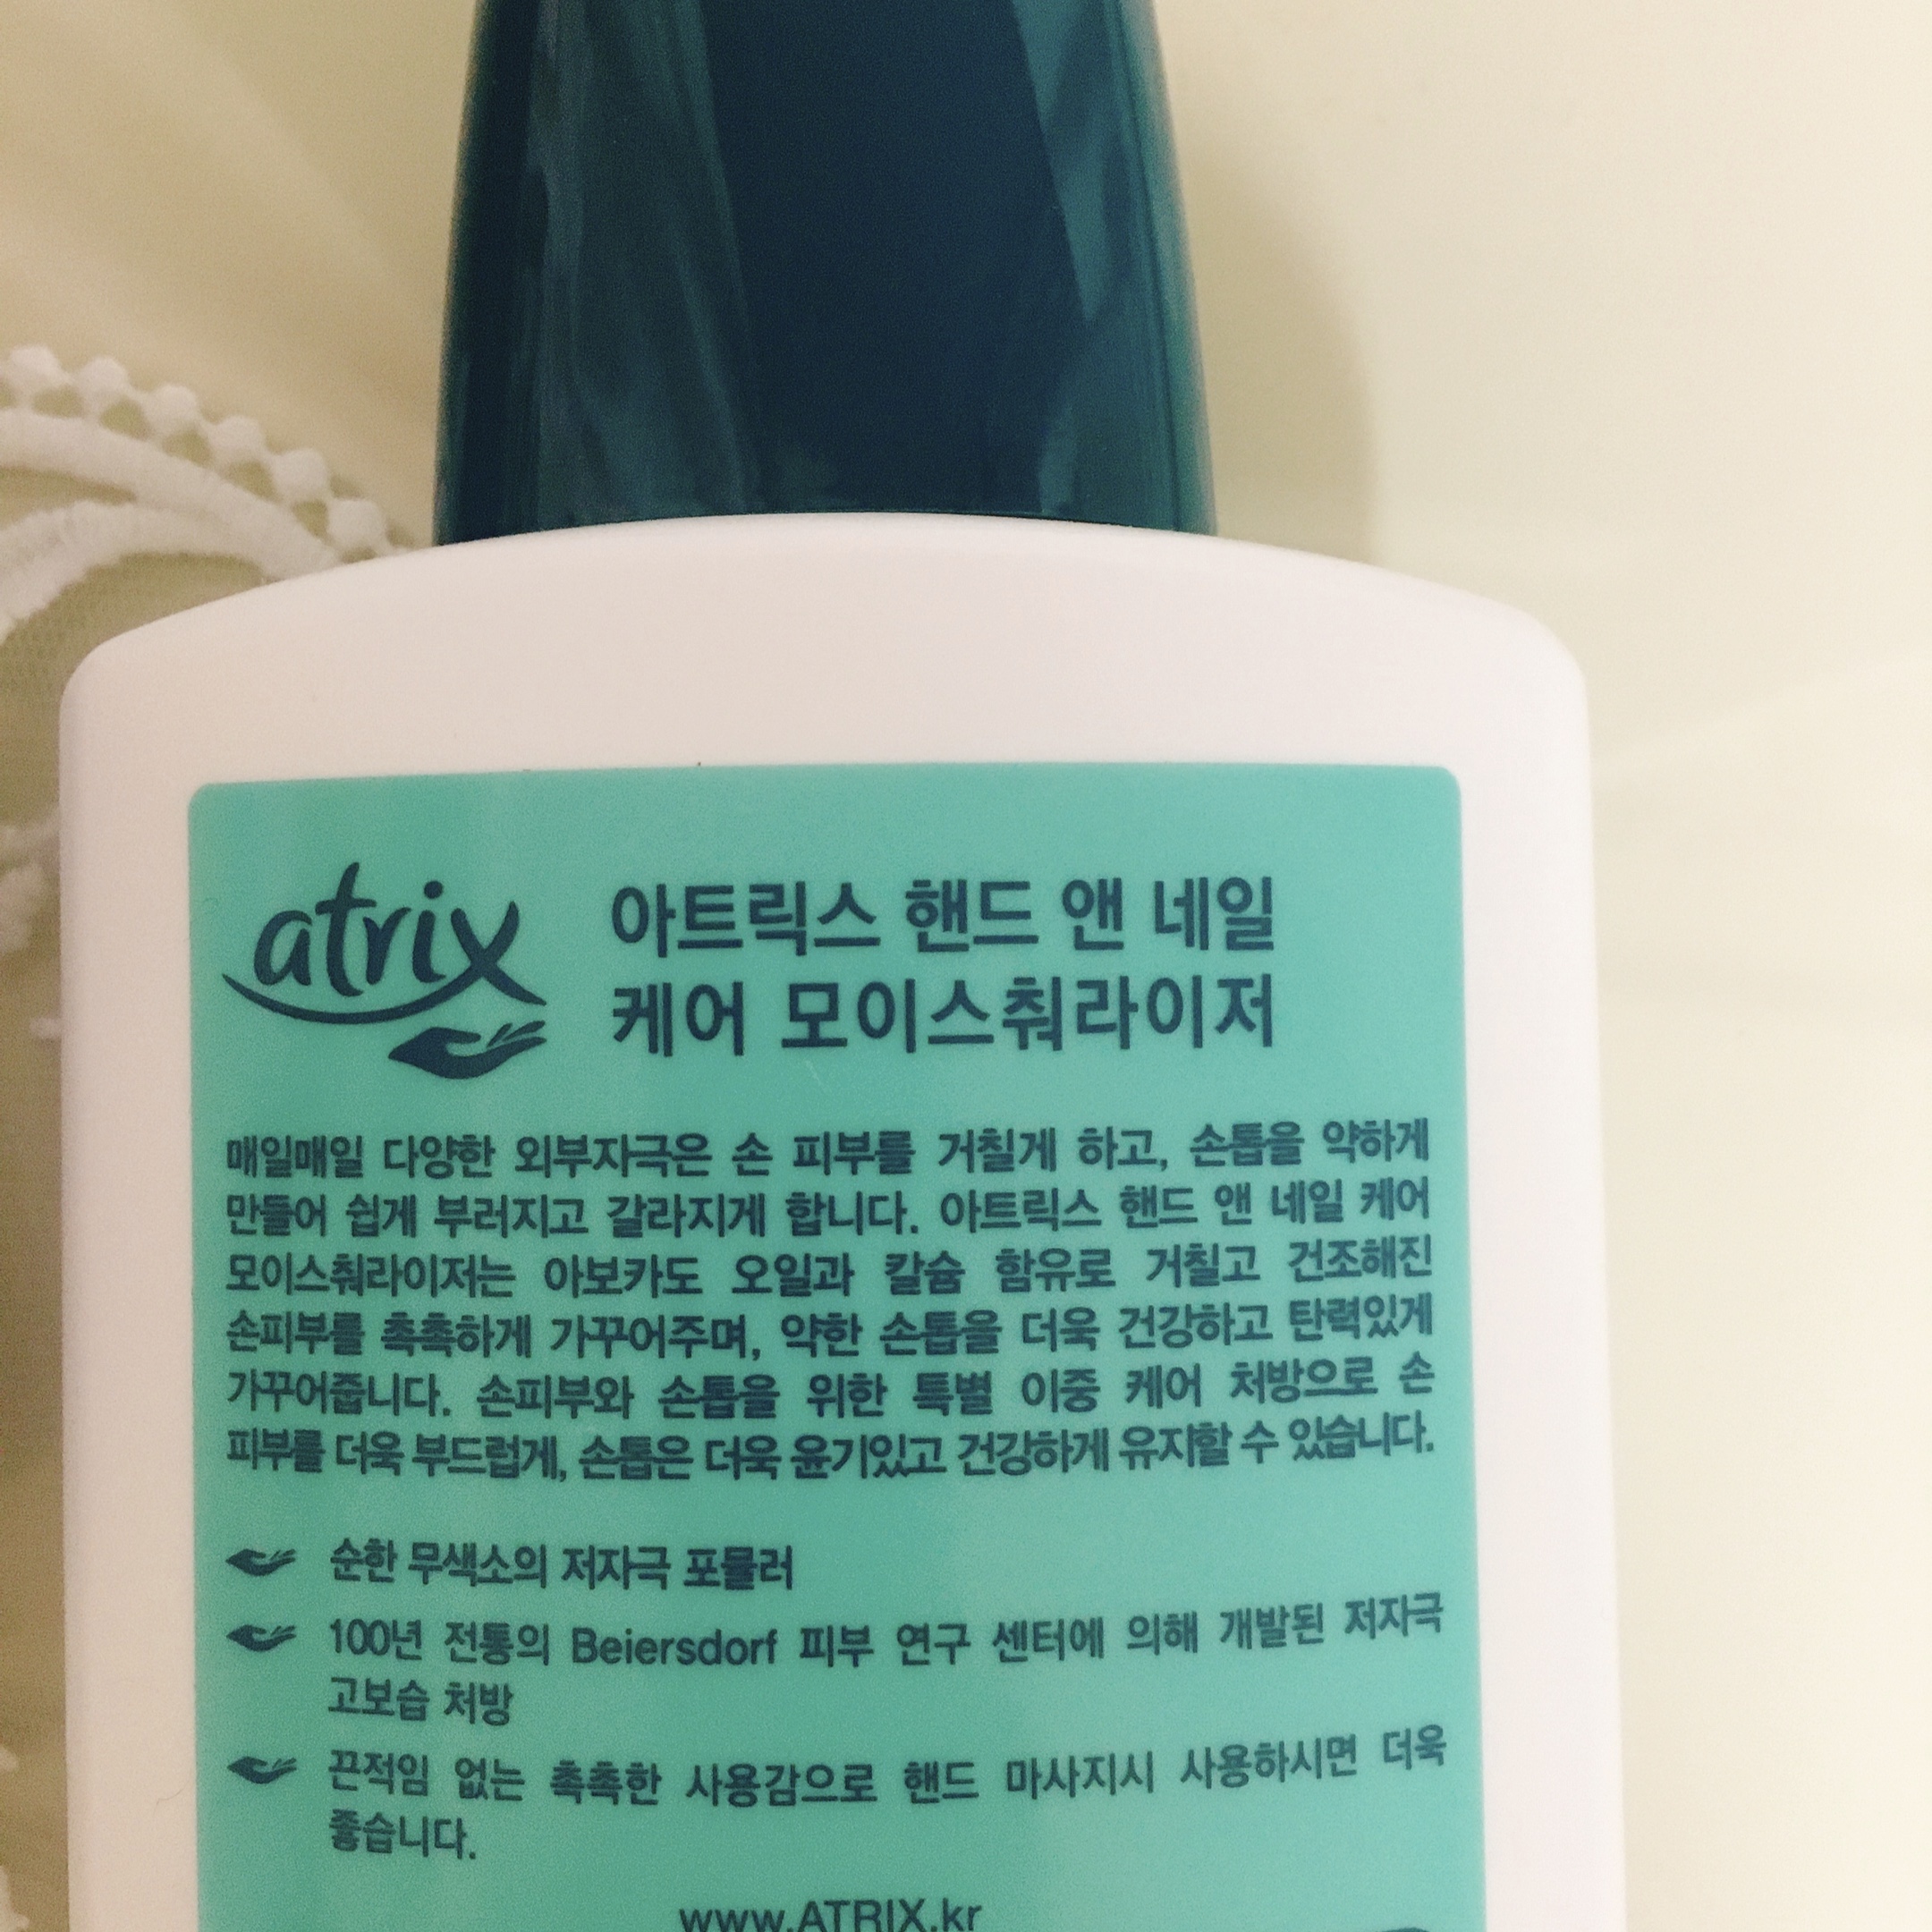 atrix
아트릭스 핸드 앤 네일
케어 모이스춰라이저
매일매일 다양한 외부자극은 손 피부를 거칠게 하고, 손톱을 약하게
만들어 쉽게 부러지고 갈라지게 합니다. 아트릭스 핸드 앤 네일 케어
모이스춰라이저는 아보카도 오일과 칼슘 함유로 거칠고 건조해진
손피부를 촉촉하게 가꾸어주며, 약한 손톱을 더욱 건강하고 탄력있게
가꾸어줍니다. 손피부와 손톱을 위한 특별 이중 케어 처방으로 손
피부를 더욱 부드럽게, 손톱은 더욱 윤기있고 건강하게 유지할 수 있습니다.
순한 무색소의 저자극 포뮬러
100년 전통의 Beiersdorf 피부 연구 센터에 의해 개발된 저자극
고보습 처방
끈적임 없는 촉촉한 사용감으로 핸드 마사지시 사용하시면 더욱
좋습니다.
www.ATRIX.kr